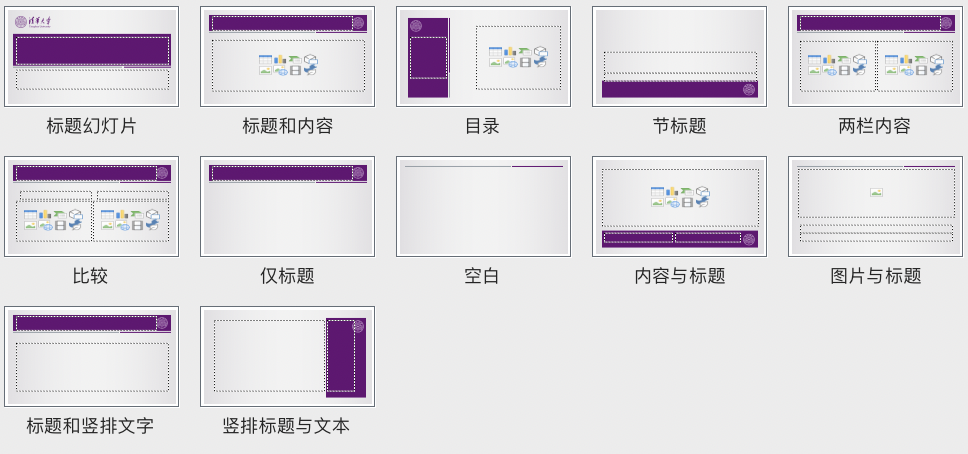 清华大学
标题幻灯片
标题和内容
目录
节标题
两栏内容
比较
仅标题
空白
内容与标题
图片与标题
标题和竖排文字
竖排标题与文本